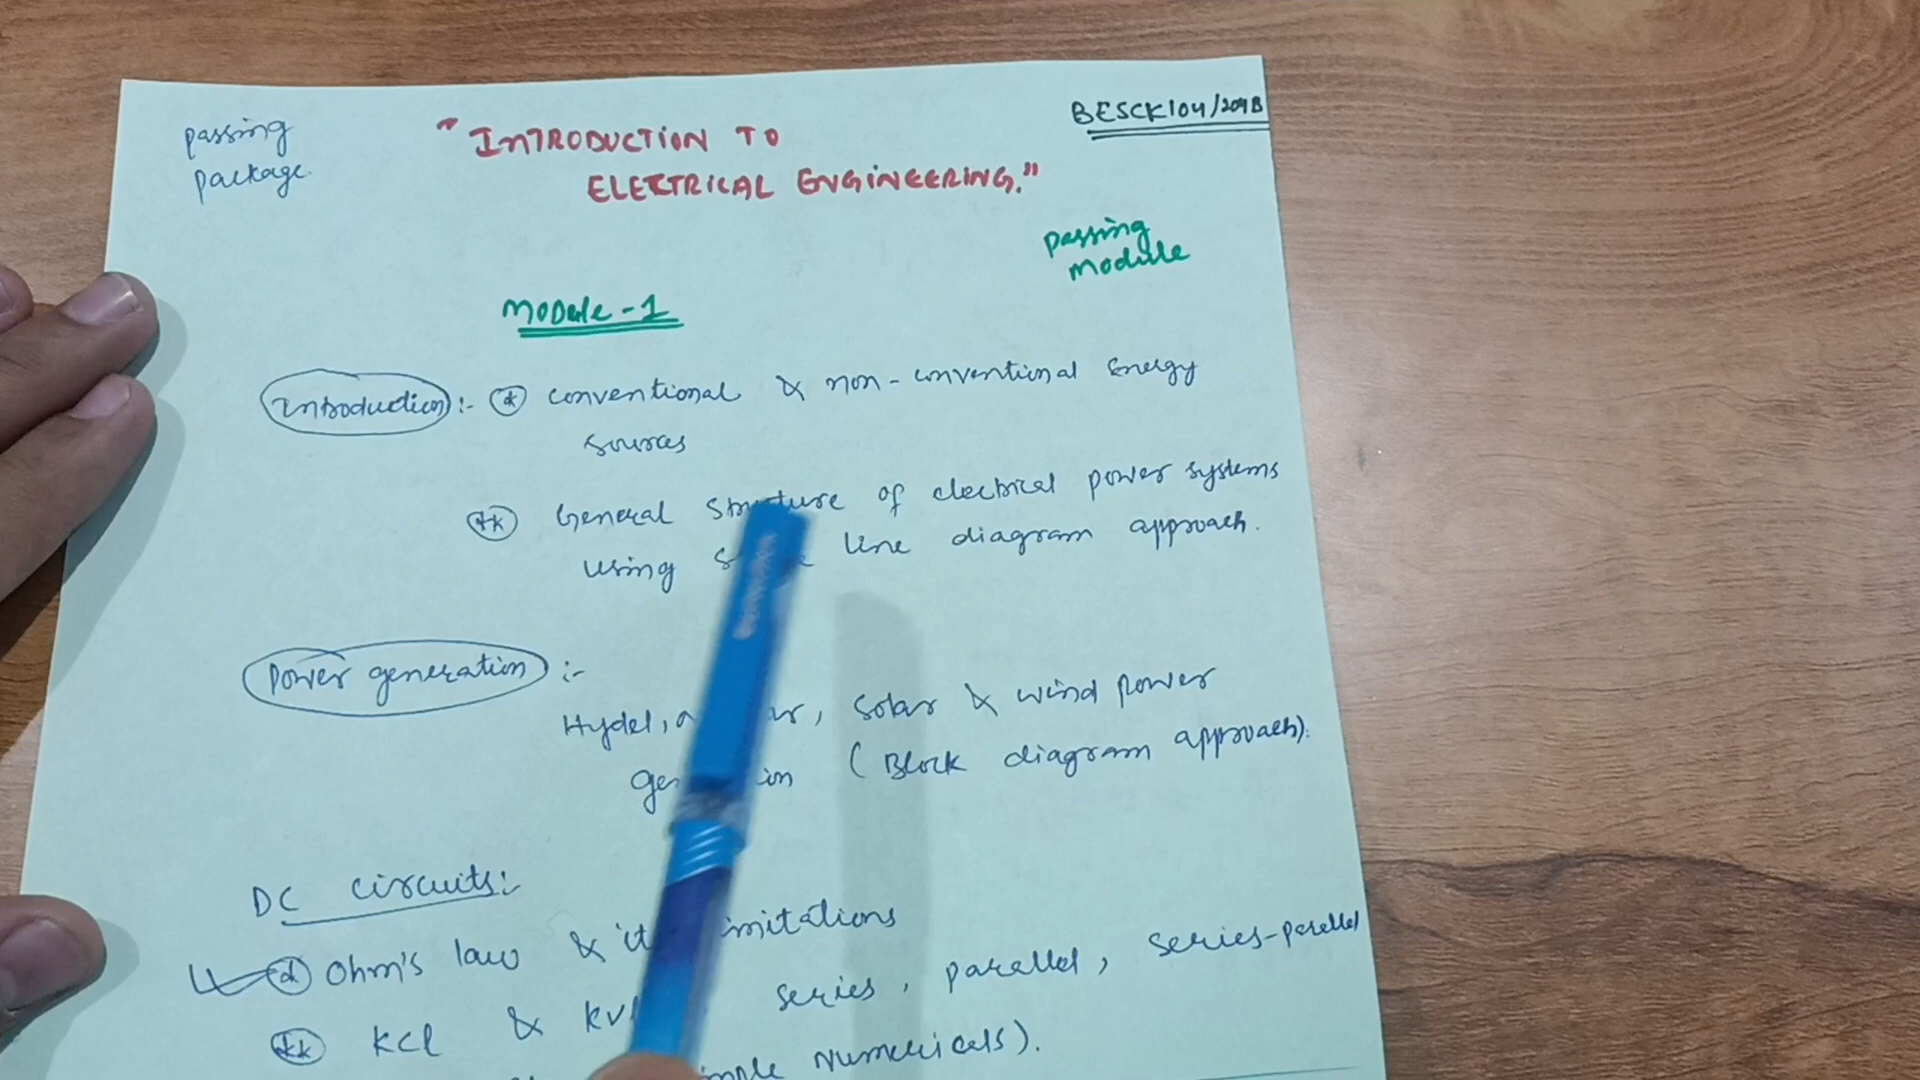 passing
package.
"INTRODUCTION TO
ELECTRICAL ENGINEERING."
BESCK104/204B
passing
module
MODULE-1
Introduction :- * conventional & non-conventional Energy
sources
** General structure of electrical power systems
using line diagram approach.
Power generation :-
Hydel, solar & wind power
(Block diagram approach).
DC circuits:
* Ohm's law & limitations
** KCL & series, parallel, series-parallel
Numericals).